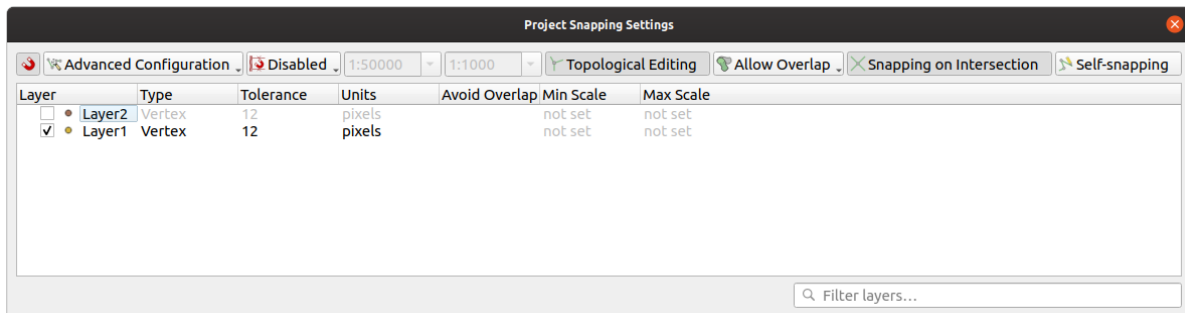 Project Snapping Settings
Advanced Configuration Disabled 1:50000 1:1000 Topological Editing Allow Overlap Snapping on Intersection Self-snapping
Layer Type Tolerance Units Avoid Overlap Min Scale Max Scale
Layer2 Vertex 12 pixels not set not set
Layer1 Vertex 12 pixels not set not set
Filter layers...